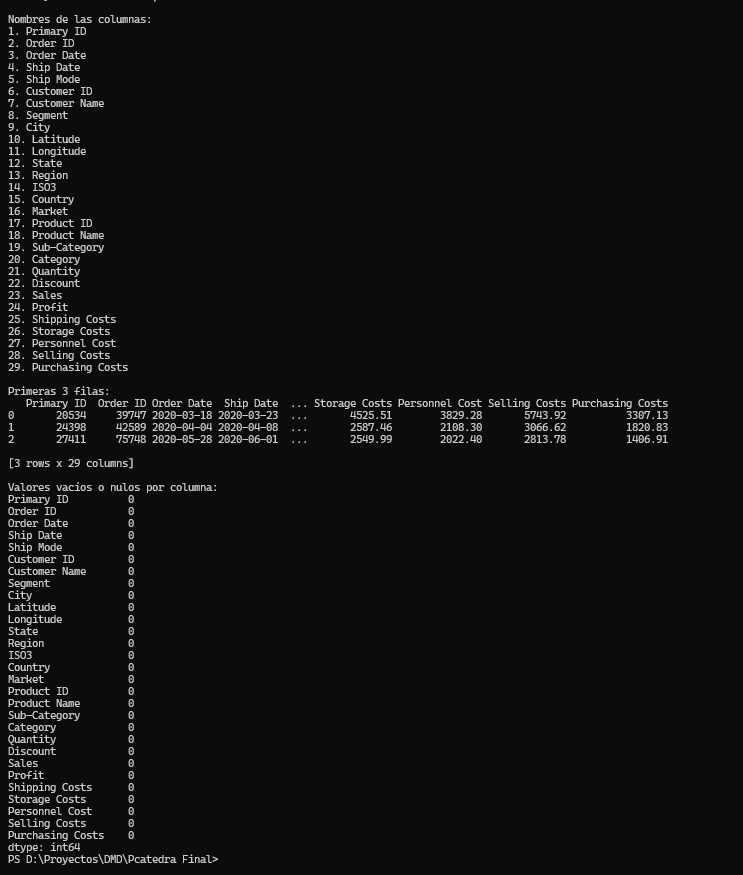 Nombres de las columnas:
1. Primary ID
2. Order ID
3. Order Date
4. Ship Date
5. Ship Mode
6. Customer ID
7. Customer Name
8. Segment
9. City
10. Latitude
11. Longitude
12. State
13. Region
14. ISO3
15. Country
16. Market
17. Product ID
18. Product Name
19. Sub-Category
20. Category
21. Quantity
22. Discount
23. Sales
24. Profit
25. Shipping Costs
26. Storage Costs
27. Personnel Cost
28. Selling Costs
29. Purchasing Costs
Primeras 3 filas:
Primary ID Order ID Order Date Ship Date ... Storage Costs Personnel Cost Selling Costs Purchasing Costs
0 20534 39747 2020-03-18 2020-03-23 ... 4525.51 3829.28 5743.92 3307.13
1 24398 42589 2020-04-04 2020-04-08 ... 2587.46 2108.30 3066.62 1820.83
2 27411 75748 2020-05-28 2020-06-01 ... 2549.99 2022.40 2813.78 1406.91
[3 rows x 29 columns]
Valores vacíos o nulos por columna:
Primary ID 0
Order ID 0
Order Date 0
Ship Date 0
Ship Mode 0
Customer ID 0
Customer Name 0
Segment 0
City 0
Latitude 0
Longitude 0
State 0
Region 0
ISO3 0
Country 0
Market 0
Product ID 0
Product Name 0
Sub-Category 0
Category 0
Quantity 0
Discount 0
Sales 0
Profit 0
Shipping Costs 0
Storage Costs 0
Personnel Cost 0
Selling Costs 0
Purchasing Costs 0
dtype: int64
PS D:\Proyectos\DMD\Pcatedra Final>